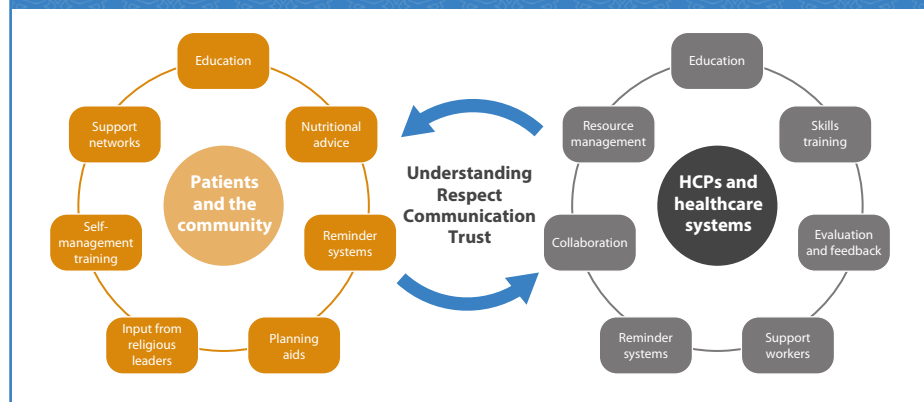 Education
Support
networks
Nutritional
advice
Patients
and the
community
Self-
management
training
Reminder
systems
Input from
religious
leaders
Planning
aids
Understanding
Respect
Communication
Trust
Education
Resource
management
Skills
training
HCPs and
healthcare
systems
Collaboration
Evaluation
and feedback
Reminder
systems
Support
workers